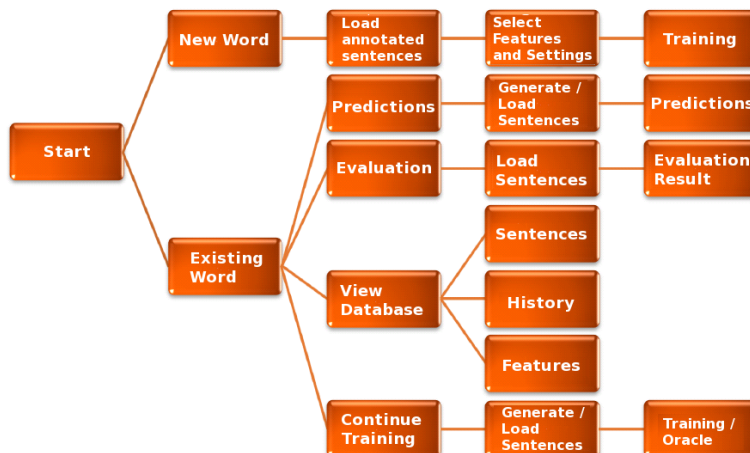 New Word
Load
annotated
sentences
Select
Features
and Settings
Training
Predictions
Generate /
Load
Sentences
Predictions
Start
Evaluation
Load
Sentences
Evaluation
Result
Existing
Word
View
Database
Sentences
History
Features
Continue
Training
Generate /
Load
Sentences
Training /
Oracle